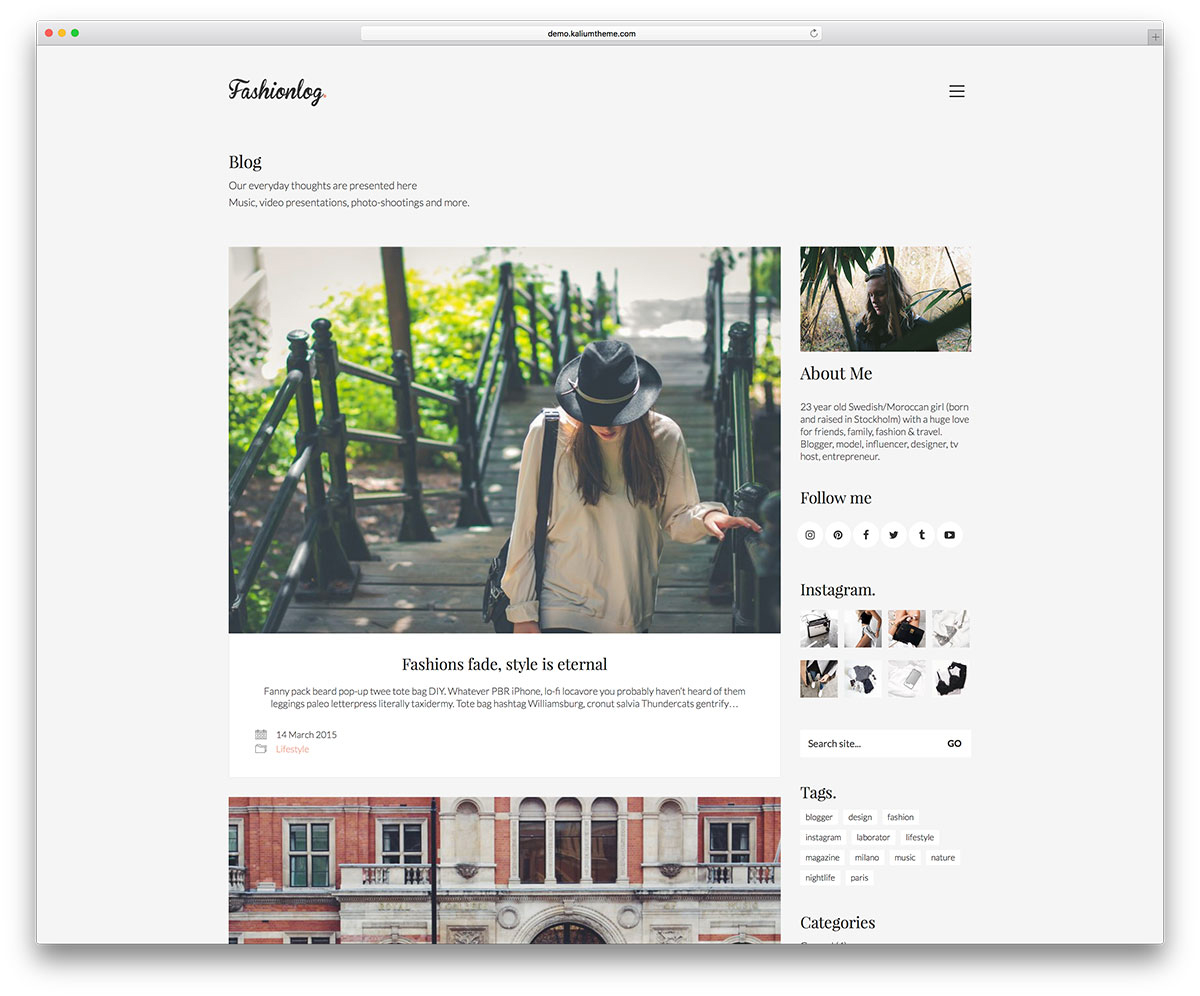 demo.kaliumtheme.com
Fashionlog.
Blog
Our everyday thoughts are presented here
Music, video presentations, photo-shootings and more.
Fashions fade, style is eternal
Fanny pack beard pop-up twee tote bag DIY. Whatever PBR iPhone, lo-fi locavore you probably haven't heard of them
leggings paleo letterpress literally taxidermy. Tote bag hashtag Williamsburg, cronut salvia Thundercats gentrify…
14 March 2015
Lifestyle
About Me
23 year old Swedish/Moroccan girl (born
and raised in Stockholm) with a huge love
for friends, family, fashion & travel.
Blogger, model, influencer, designer, tv
host, entrepreneur.
Follow me
Instagram.
Search site... GO
Tags.
blogger design fashion
instagram laborator lifestyle
magazine milano music nature
nightlife paris
Categories